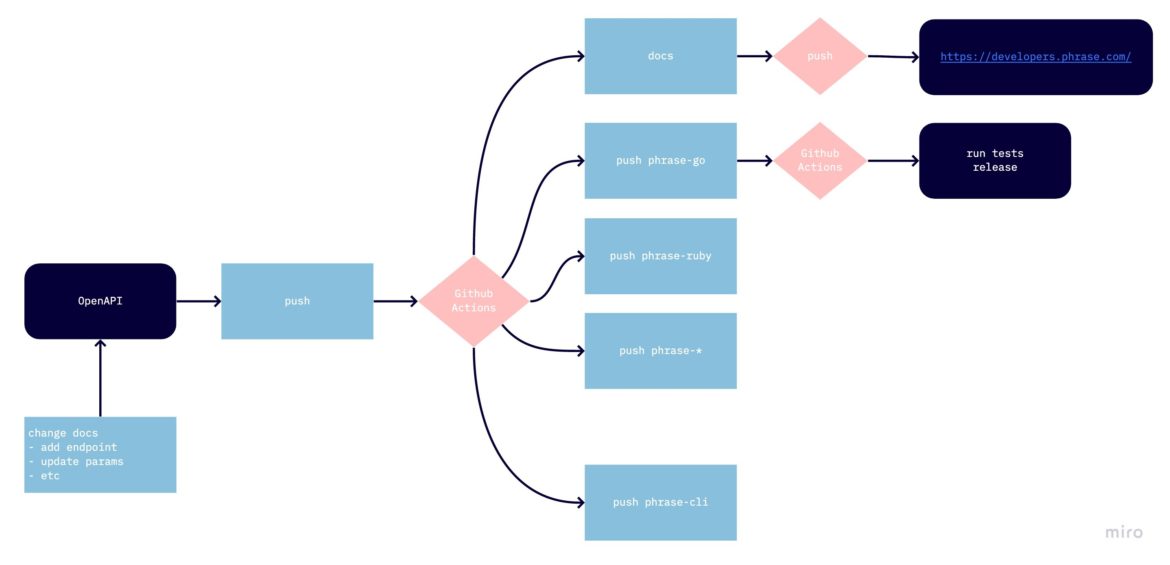 docs
push
https://developers.phrase.com/
push phrase-go
Github
Actions
run tests
release
push phrase-ruby
OpenAPI
push
Github
Actions
push phrase-*
change docs
- add endpoint
- update params
- etc
push phrase-cli
miro